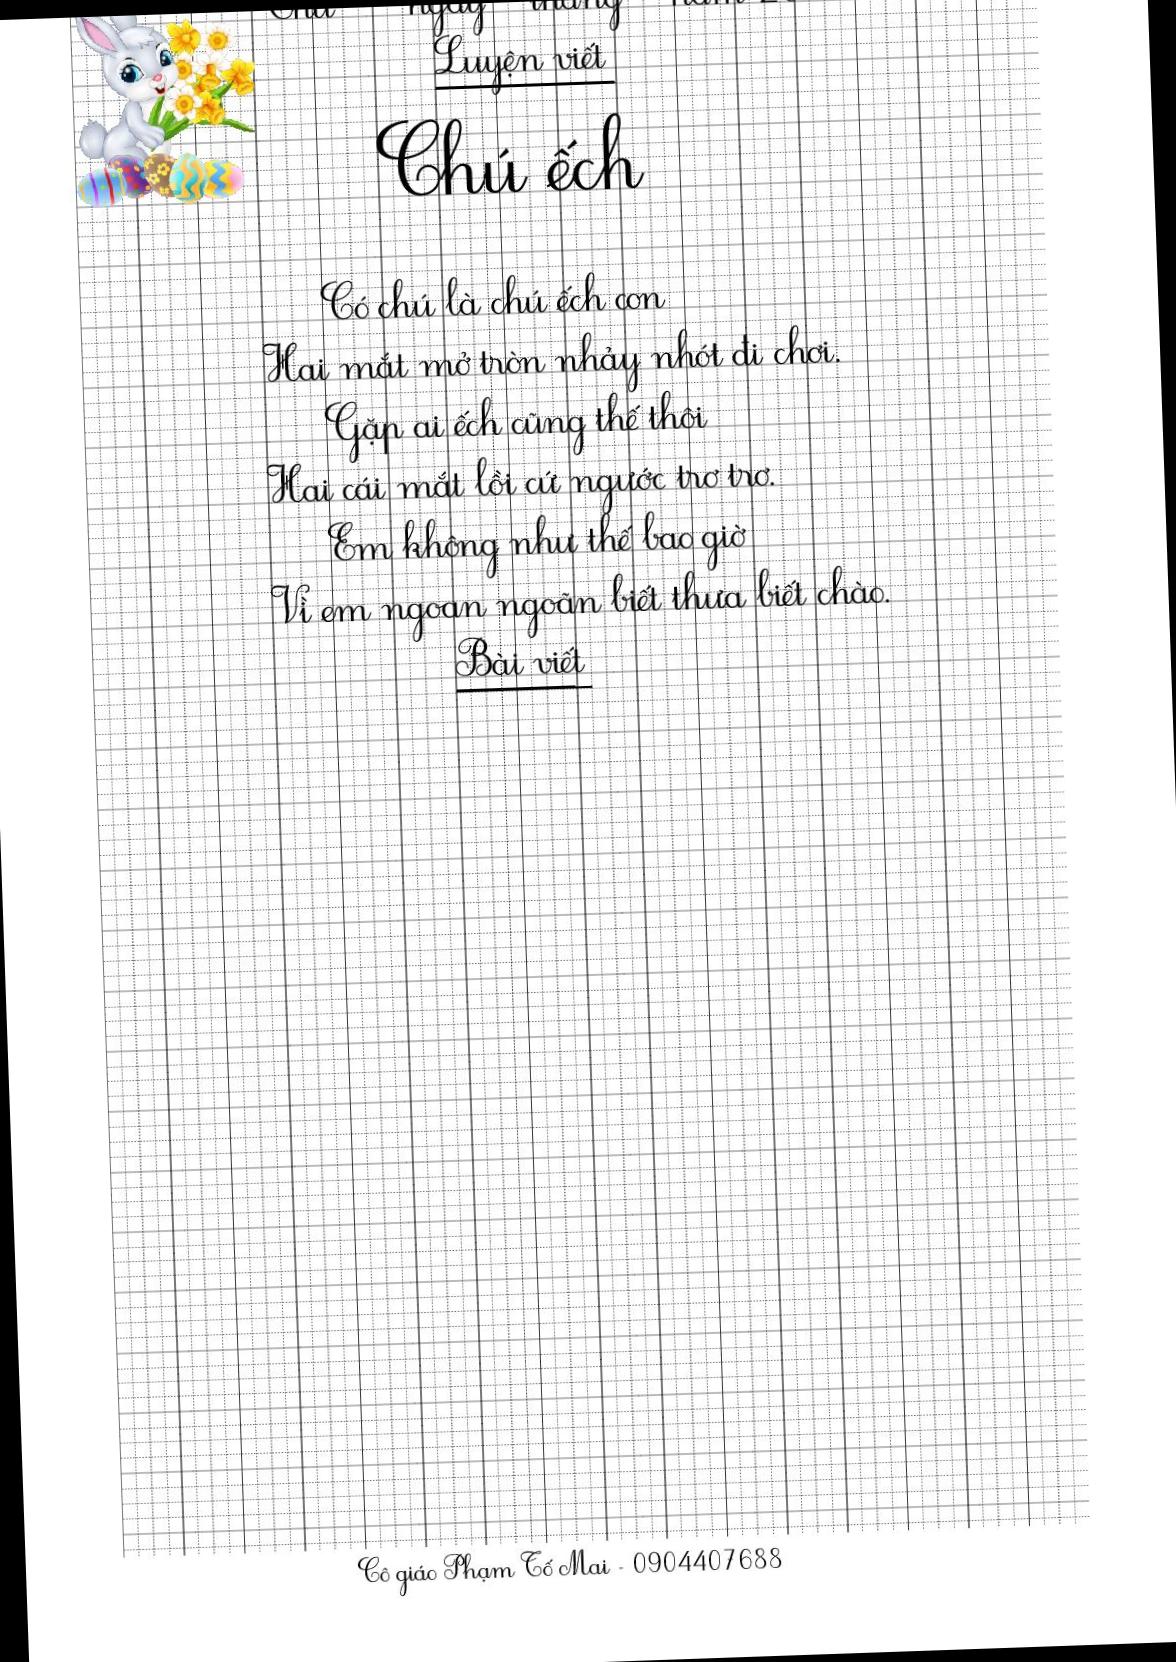 Thứ ngày tháng năm 2
Luyện viết
Chú ếch
Có chú là chú ếch con
Hai mắt mở tròn nhảy nhót đi chơi.
Gặp ai ếch cũng thế thôi
Hai cái mắt lồi cứ ngước trơ trơ.
Em không như thế bao giờ
Vì em ngoan ngoãn biết thưa biết chào.
Bài viết
Cô giáo Phạm Tố Mai - 0904407688